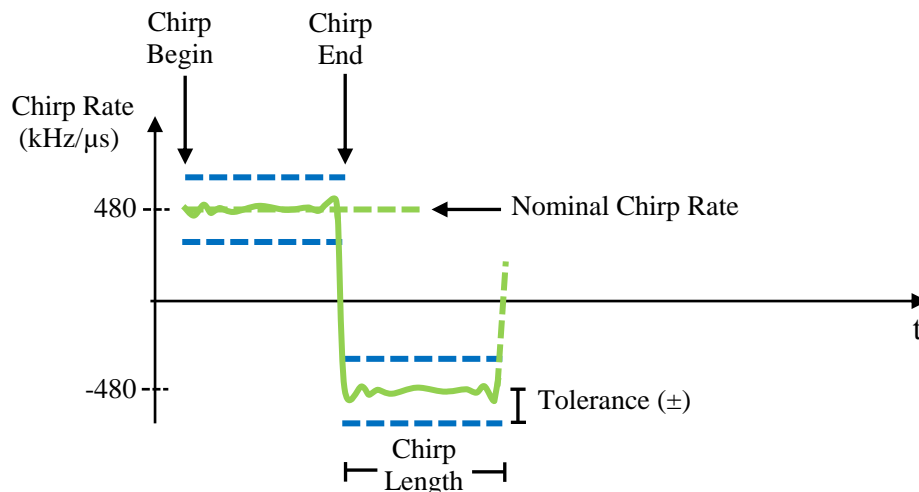 Chirp
Begin
Chirp
End
Chirp Rate
(kHz/µs)
480
Nominal Chirp Rate
t
-480
Tolerance (±)
Chirp
Length